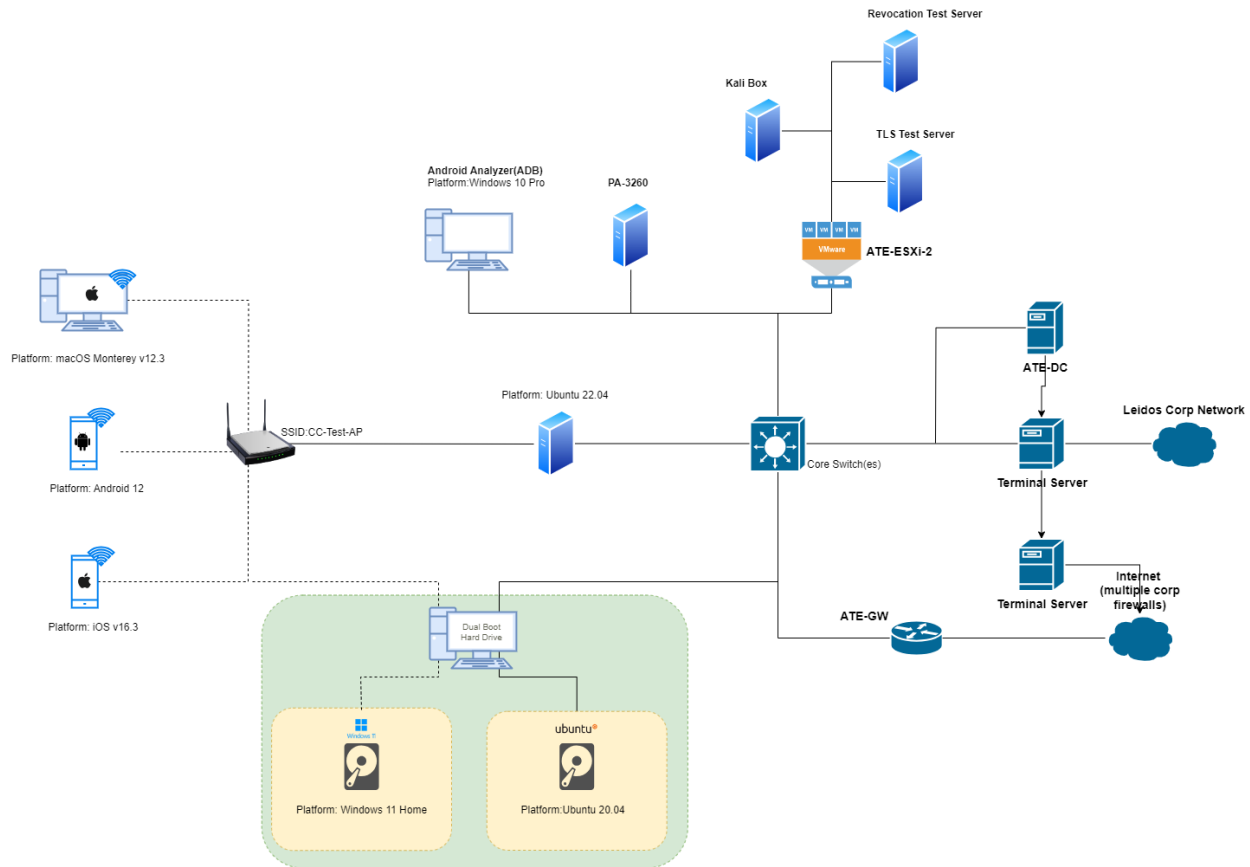 Revocation Test Server
Kali Box
TLS Test Server
Android Analyzer(ADB)
Platform:Windows 10 Pro
PA-3260
VM VM VM VM
VMware
ATE-ESXi-2
Platform: macOS Monterey v12.3
ATE-DC
Platform: Ubuntu 22.04
Leidos Corp Network
SSID:CC-Test-AP
Core Switch(es)
Platform: Android 12
Terminal Server
Internet
(multiple corp
firewalls)
Terminal Server
ATE-GW
Platform: iOS v16.3
Dual Boot
Hard Drive
Windows 11
ubuntu
Platform: Windows 11 Home
Platform:Ubuntu 20.04